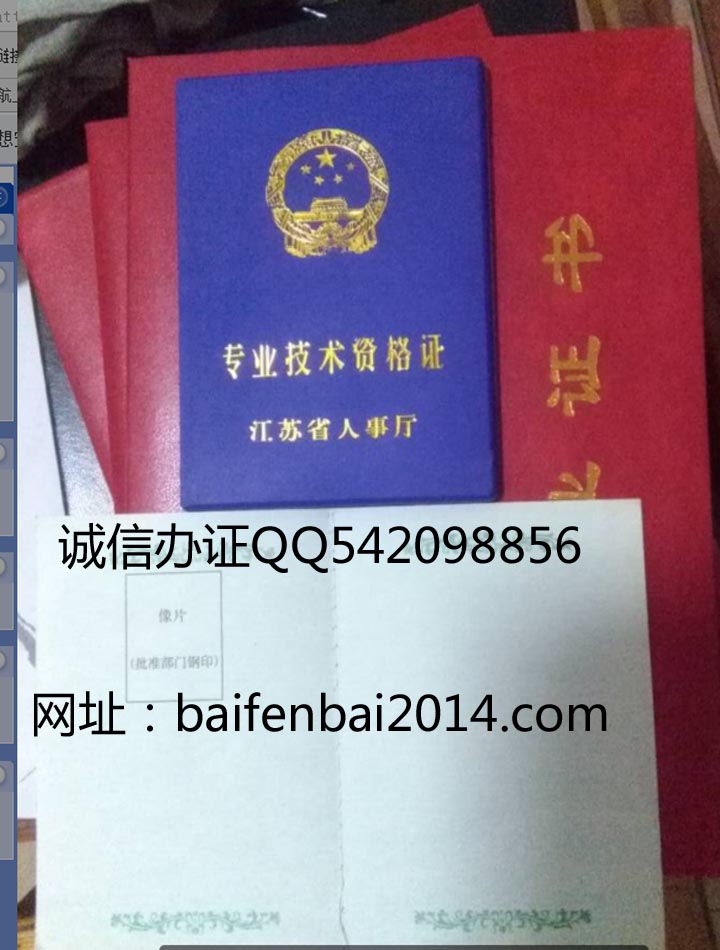 专业技术资格证
江苏省人事厅
证书
诚信办证QQ542098856
像片
(批准部门钢印)
网址：baifenbai2014.com